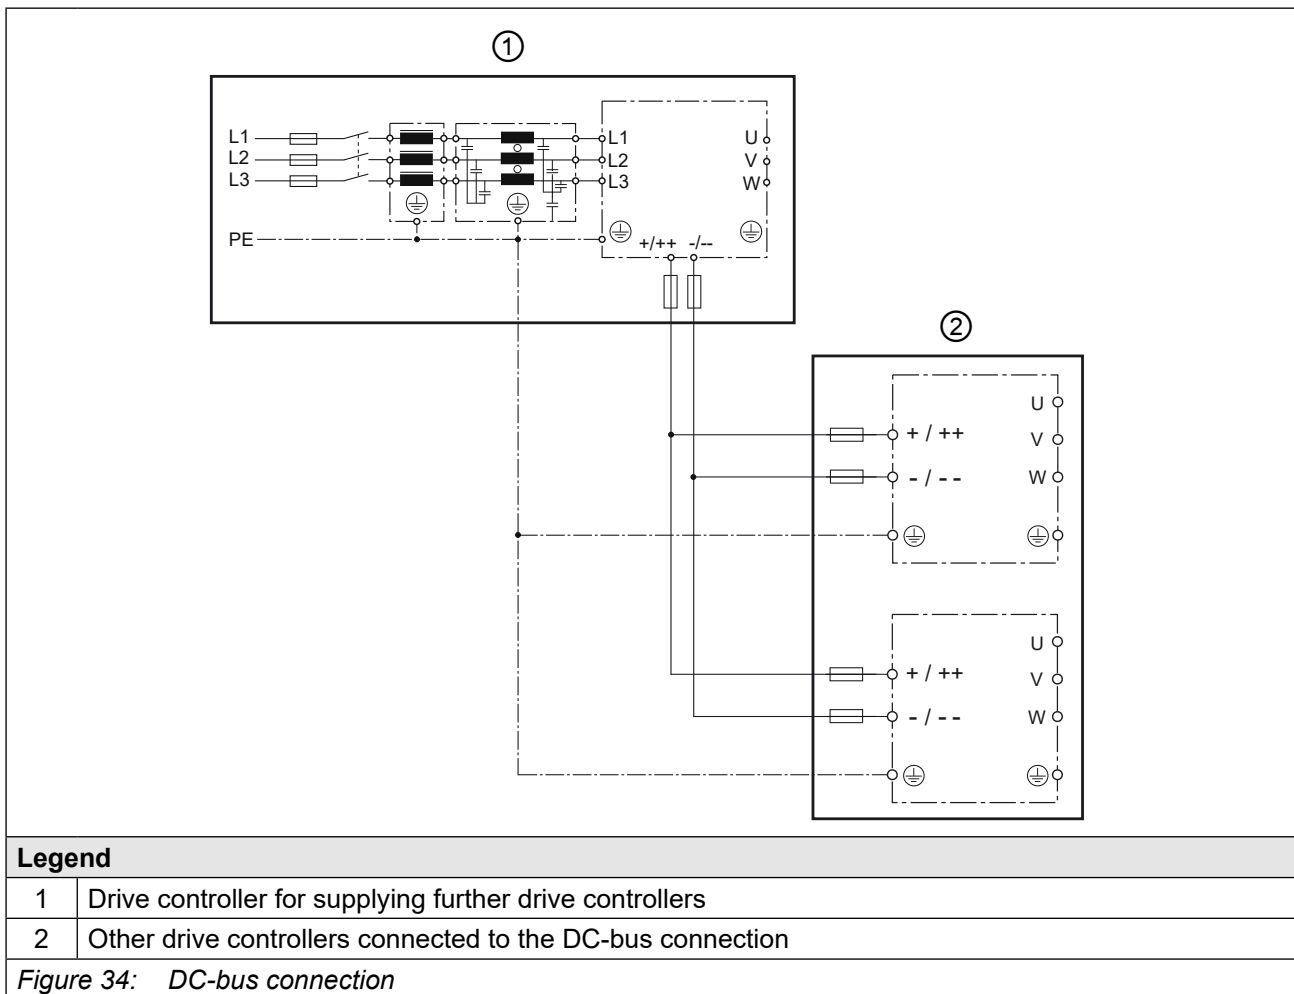 ①
L1
L2
L3
PE
L1
L2
L3
U
V
W
+/++ -/--
②
+ / ++
- / - -
U
V
W
+ / ++
- / - -
U
V
W
Legend
1 Drive controller for supplying further drive controllers
2 Other drive controllers connected to the DC-bus connection
Figure 34: DC-bus connection